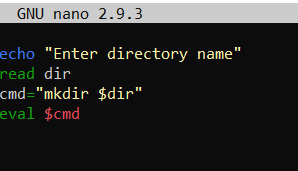 GNU nano 2.9.3
echo "Enter directory name"
read dir
cmd="mkdir $dir"
eval $cmd